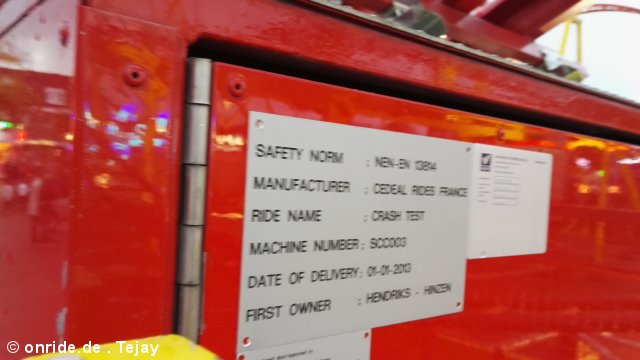 SAFETY NORM : NEN-EN 13814
MANUFACTURER : CEDEAL RIDES FRANCE
RIDE NAME : CRASH TEST
MACHINE NUMBER : SCC003
DATE OF DELIVERY : 01-01-2013
FIRST OWNER : HENDRIKS - HINZEN
© onride.de . Tejay